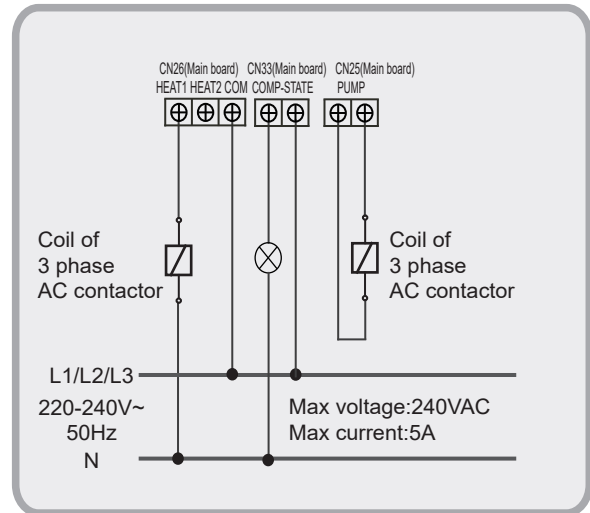 CN26(Main board) CN33(Main board) CN25(Main board)
HEAT1 HEAT2 COM COMP-STATE PUMP
Coil of
3 phase
AC contactor
Coil of
3 phase
AC contactor
L1/L2/L3
220-240V~
50Hz
N
Max voltage:240VAC
Max current:5A